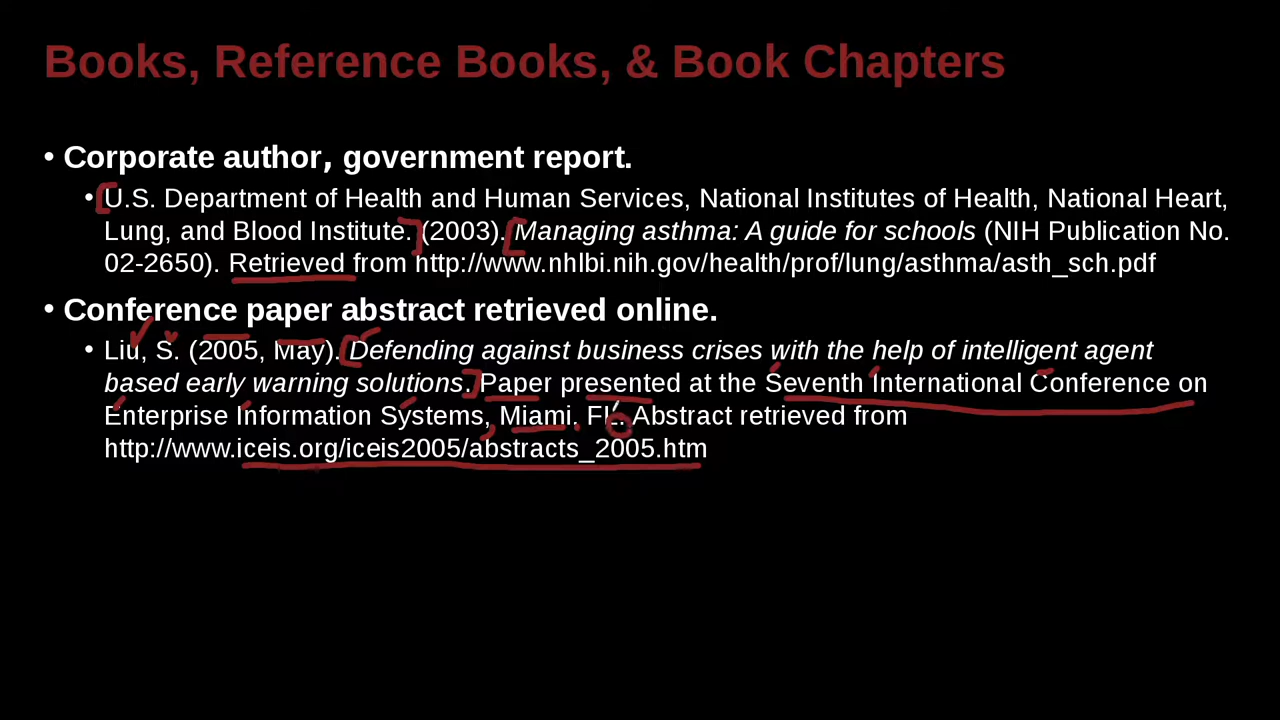 Books, Reference Books, & Book Chapters
• Corporate author, government report.
• U.S. Department of Health and Human Services, National Institutes of Health, National Heart,
Lung, and Blood Institute. (2003). Managing asthma: A guide for schools (NIH Publication No.
02-2650). Retrieved from http://www.nhlbi.nih.gov/health/prof/lung/asthma/asth_sch.pdf
• Conference paper abstract retrieved online.
• Liu, S. (2005, May). Defending against business crises with the help of intelligent agent
based early warning solutions. Paper presented at the Seventh International Conference on
Enterprise Information Systems, Miami. FL. Abstract retrieved from
http://www.iceis.org/iceis2005/abstracts_2005.htm